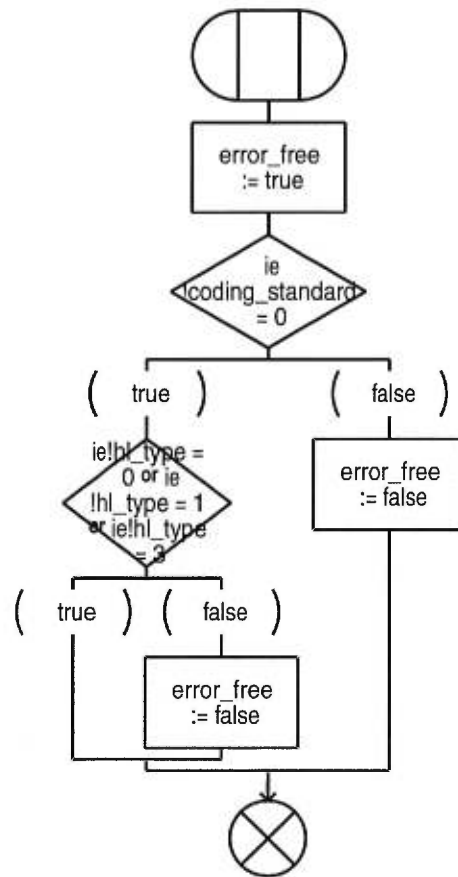 error_free
:= true
ie
!coding_standard
= 0
( true )
( false )
ie!hl_type =
0 or ie
!hl_type = 1
or ie!hl_type
= 3
error_free
:= false
( true )
( false )
error_free
:= false